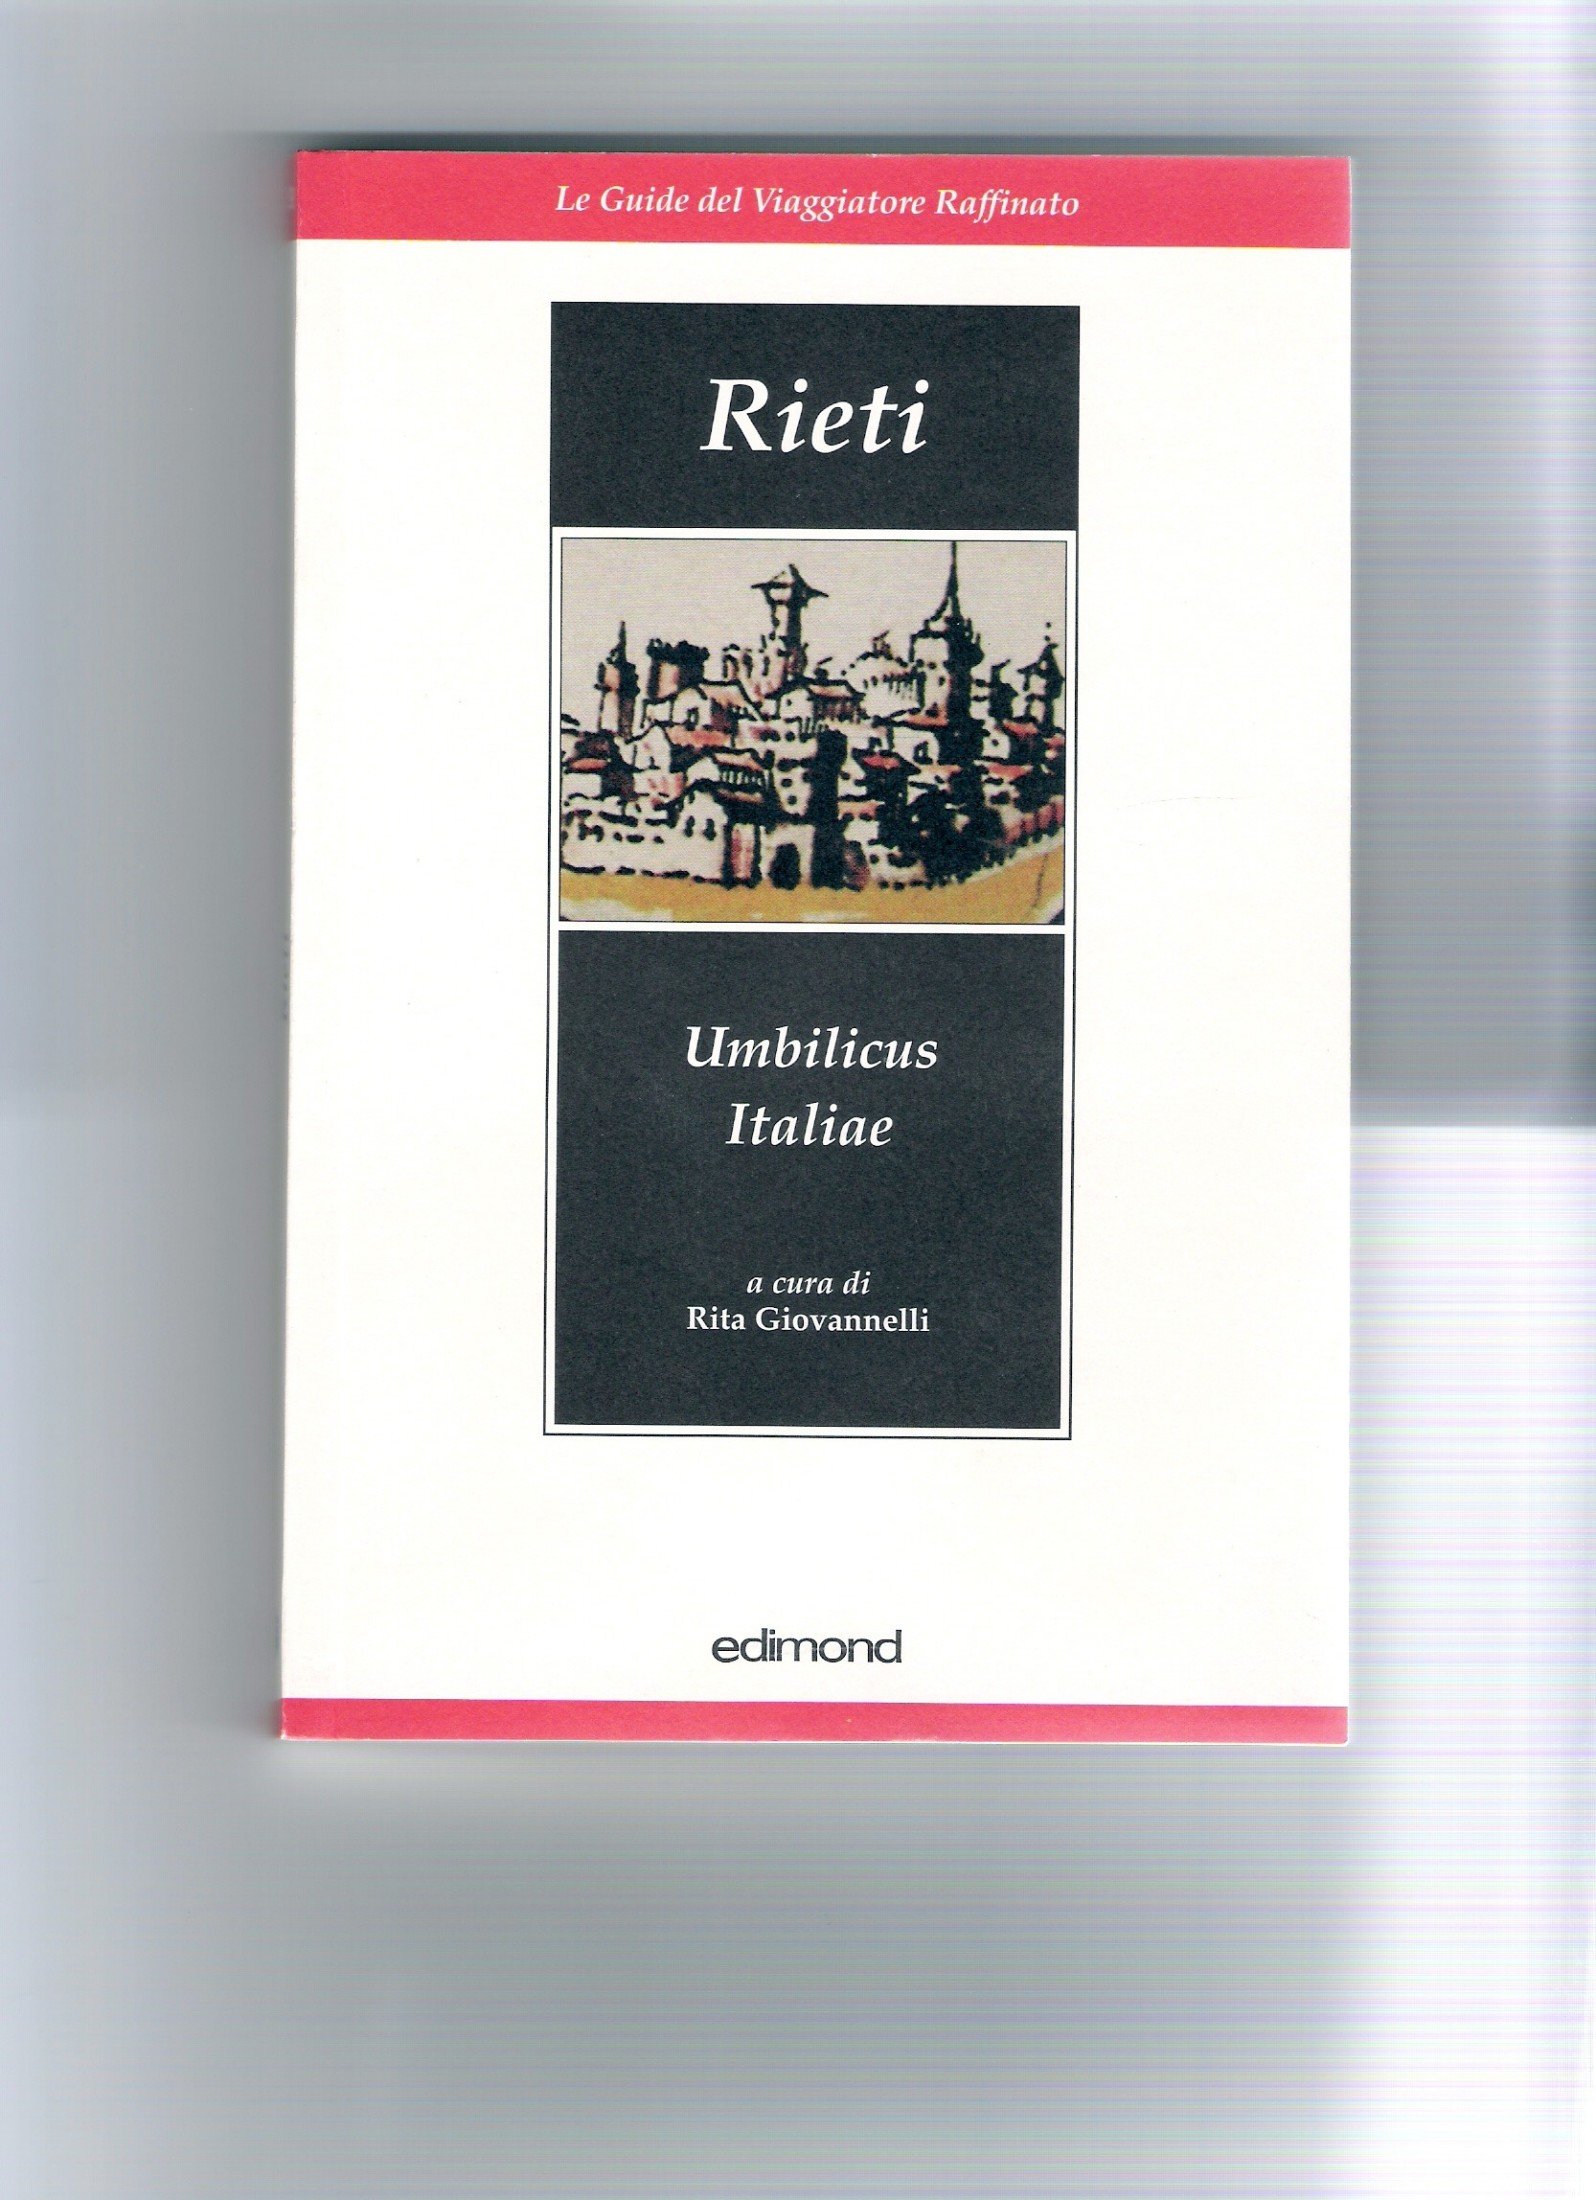 Le Guide del Viaggiatore Raffinato
Rieti
Umbilicus
Italiae
a cura di
Rita Giovannelli
edimond